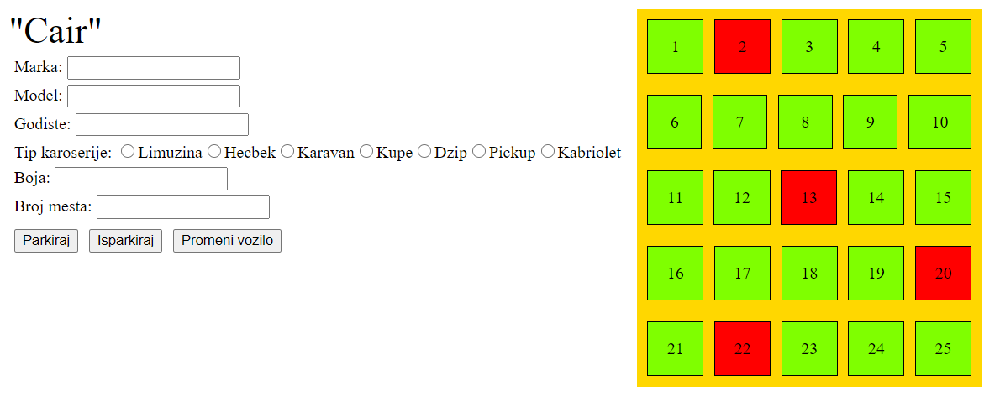 "Cair"
Marka:
Model:
Godiste:
Tip karoserije: Limuzina Hecbek Karavan Kupe Dzip Pickup Kabriolet
Boja:
Broj mesta:
Parkiraj Isparkiraj Promeni vozilo
1 2 3 4 5
6 7 8 9 10
11 12 13 14 15
16 17 18 19 20
21 22 23 24 25